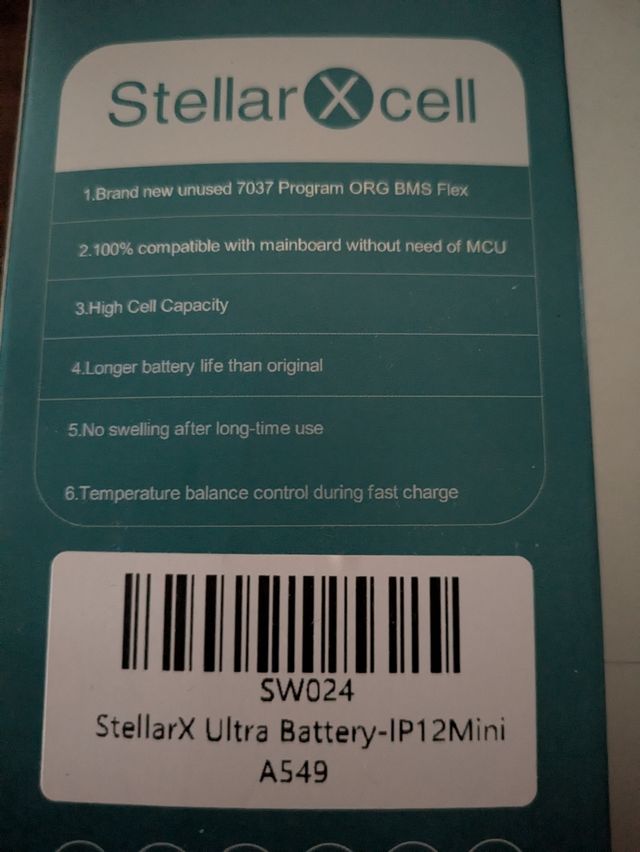 StellarXcell
1.Brand new unused 7037 Program ORG BMS Flex
2.100% compatible with mainboard without need of MCU
3.High Cell Capacity
4.Longer battery life than original
5.No swelling after long-time use
6.Temperature balance control during fast charge
SW024
StellarX Ultra Battery-IP12Mini
A549